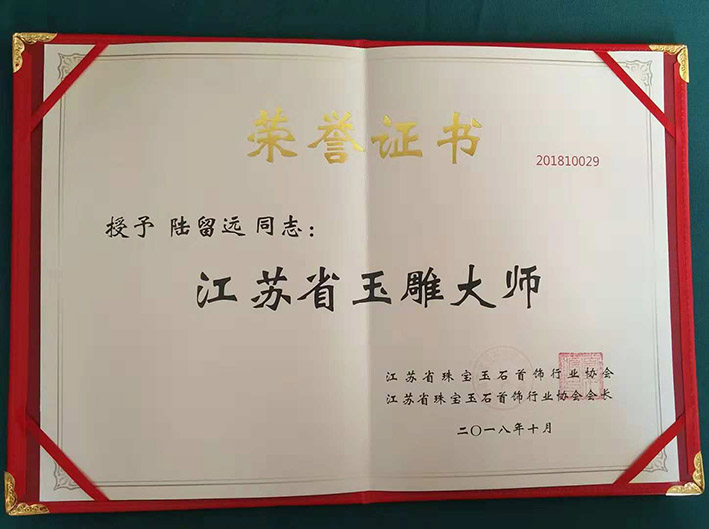 荣誉证书
201810029
授予 陆留远 同志：
江苏省玉雕大师
江苏省珠宝玉石首饰行业协会
江苏省珠宝玉石首饰行业协会会长
二〇一八年十月